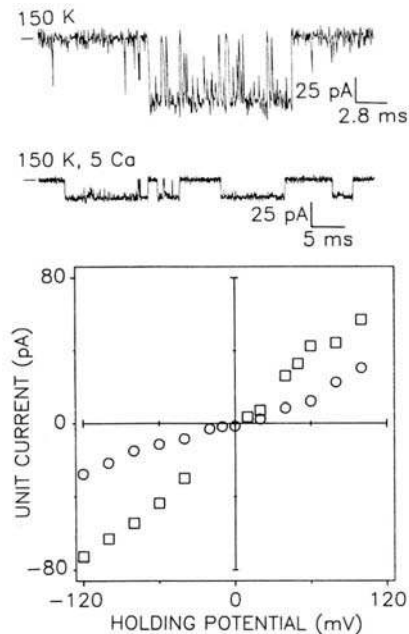 150 K
25 pA
2.8 ms
150 K, 5 Ca
25 pA
5 ms
80
UNIT CURRENT (pA)
0
-80
-120
0
120
HOLDING POTENTIAL (mV)